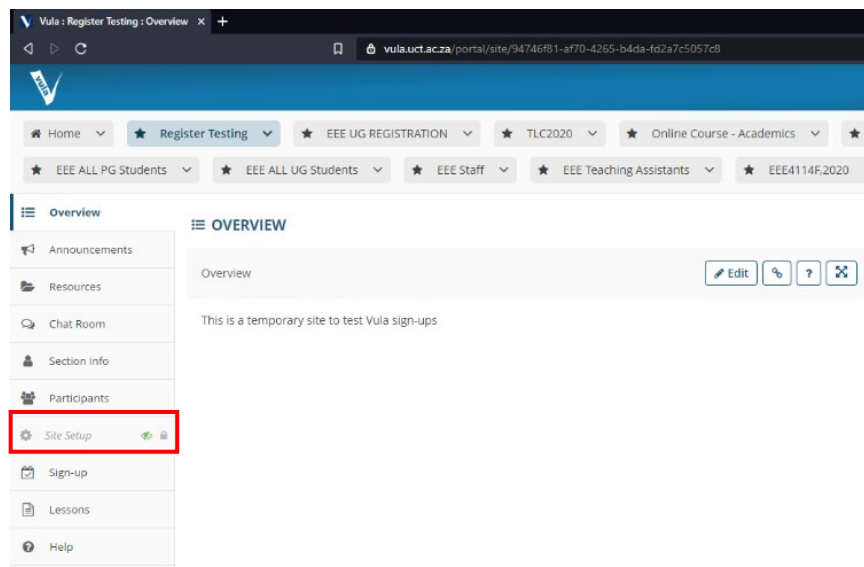 Vula : Register Testing : Overview
vula.uct.ac.za/portal/site/94746f81-af70-4265-b4da-fd2a7c5057c8
vula
Home Register Testing EEE UG REGISTRATION TLC2020 Online Course - Academics
EEE ALL PG Students EEE ALL UG Students EEE Staff EEE Teaching Assistants EEE4114F,2020
Overview
OVERVIEW
Announcements
Overview Edit ?
Resources
This is a temporary site to test Vula sign-ups
Chat Room
Section Info
Participants
Site Setup
Sign-up
Lessons
Help